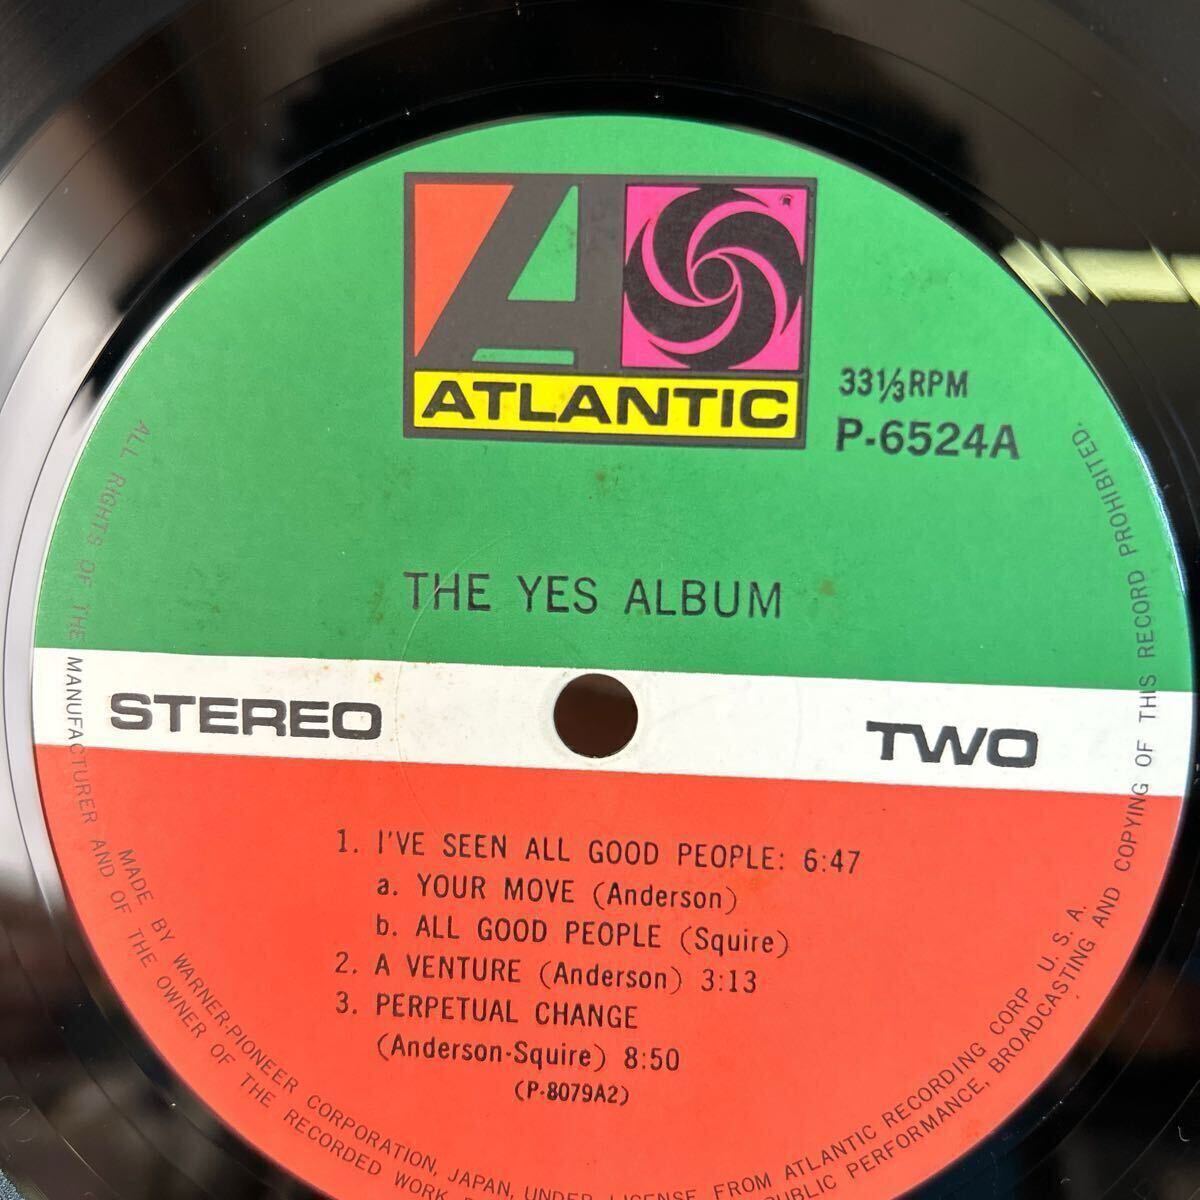 ATLANTIC
33⅓RPM
P-6524A
THE YES ALBUM
STEREO
TWO
1. I'VE SEEN ALL GOOD PEOPLE: 6:47
a. YOUR MOVE (Anderson)
b. ALL GOOD PEOPLE (Squire)
2. A VENTURE (Anderson) 3:13
3. PERPETUAL CHANGE
(Anderson-Squire) 8:50
(P-8079A2)
MADE BY WARNER-PIONEER CORPORATION, JAPAN, UNDER LICENSE FROM ATLANTIC RECORDING CORP U. S. A.
ALL RIGHTS OF THE MANUFACTURER AND OF THE OWNER OF THE RECORDED WORK PUBLIC PERFORMANCE, BROADCASTING AND COPYING OF THIS RECORD PROHIBITED.